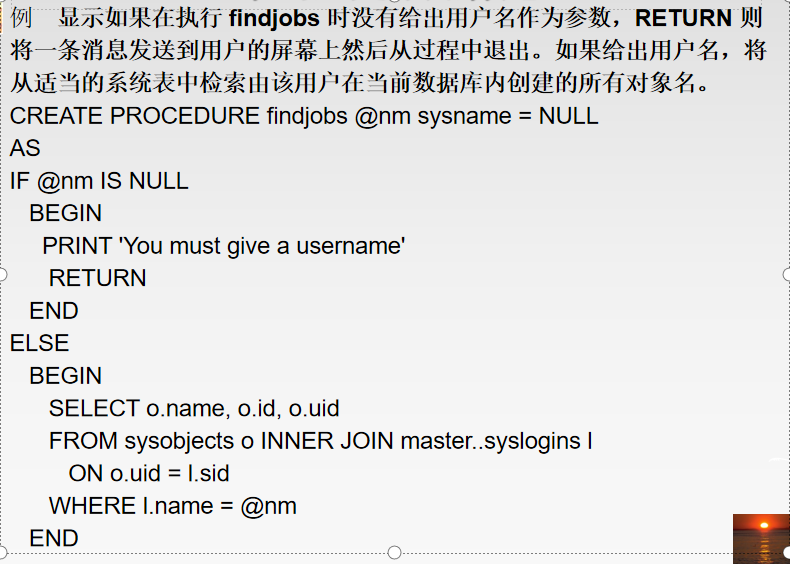 例 显示如果在执行 findjobs 时没有给出用户名作为参数，RETURN 则
将一条消息发送到用户的屏幕上然后从过程中退出。如果给出用户名，将
从适当的系统表中检索由该用户在当前数据库内创建的所有对象名。
CREATE PROCEDURE findjobs @nm sysname = NULL
AS
IF @nm IS NULL
BEGIN
PRINT 'You must give a username'
RETURN
END
ELSE
BEGIN
SELECT o.name, o.id, o.uid
FROM sysobjects o INNER JOIN master..syslogins l
ON o.uid = l.sid
WHERE l.name = @nm
END